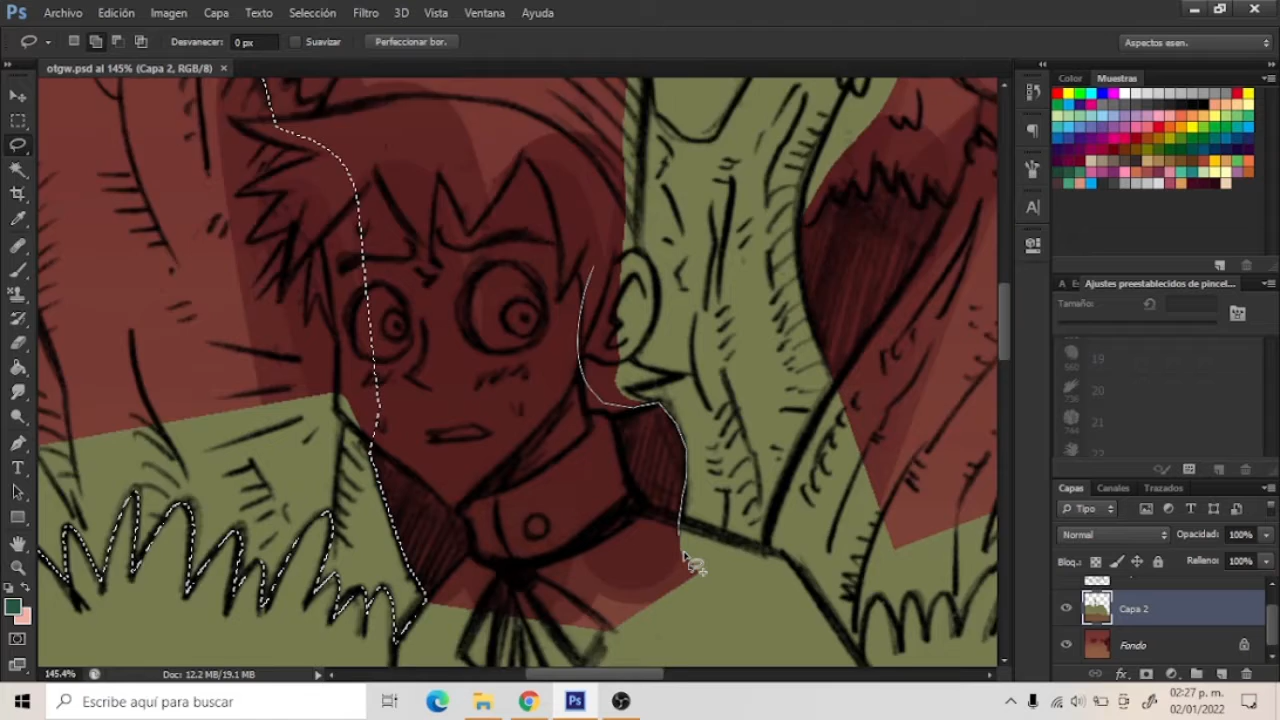 Ps Archivo Edición Imagen Capa Texto Selección Filtro 3D Vista Ventana Ayuda
Desvanecer: 0 px Suavizar Perfeccionar bor. Aspectos esen.
otgw.psd al 145% (Capa 2, RGB/8) ×
Color Muestras
Ajustes preestablecidos de pincel...
Tamaño:
19
560
20
736
21
744
22
Capas Canales Trazados
Tipo
Normal Opacidad: 100%
Bloq.: Relleno: 100%
Capa 2
Fondo
145.4% Doc: 12.2 MB/19.1 MB
Escribe aquí para buscar
02:27 p. m.
02/01/2022